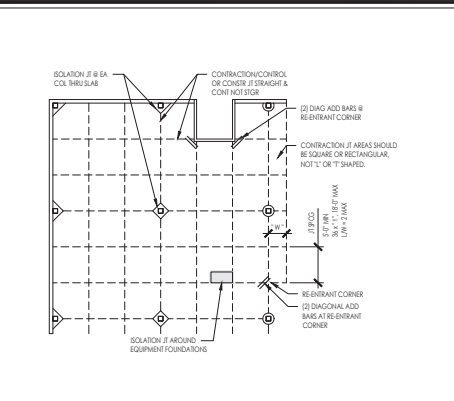 ISOLATION JT @ EA
COL THRU SLAB
CONTRACTION/CONTROL
OR CONSTR JT STRAIGHT &
CONT NOT STGR
(2) DIAG ADD BARS @
RE-ENTRANT CORNER
CONTRACTION JT AREAS SHOULD
BE SQUARE OR RECTANGULAR,
NOT "L" OR "T" SHAPED.
"W"
JT SPCG
5'-0" MIN
36 x "t", 18'-0" MAX
L/W = 2 MAX
RE-ENTRANT CORNER
(2) DIAGONAL ADD
BARS AT RE-ENTRANT
CORNER
ISOLATION JT AROUND
EQUIPMENT FOUNDATIONS